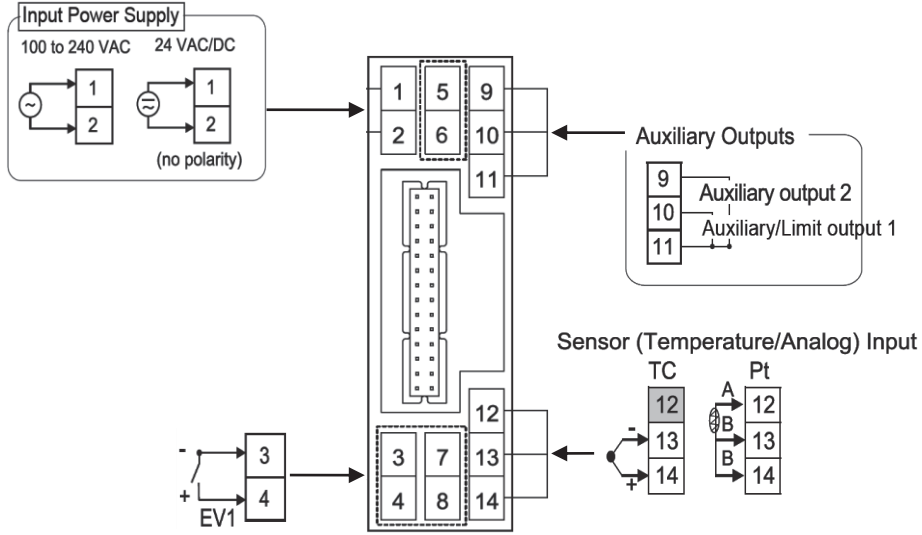 Input Power Supply
100 to 240 VAC 24 VAC/DC
1 1
2 2
(no polarity)
1 5 9
2 6 10
11
Auxiliary Outputs
9
Auxiliary output 2
10
Auxiliary/Limit output 1
11
Sensor (Temperature/Analog) Input
TC Pt
12 A 12
- 13 B 13
+ 14 B 14
12
3 7 13
4 8 14
- 3
+ 4
EV1